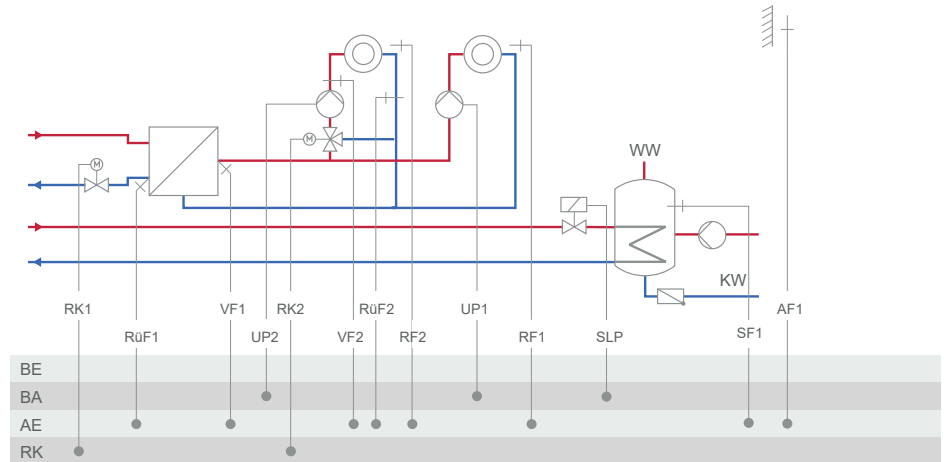 M
WW
M
KW
RK1 VF1 RK2 RüF2 UP1 AF1
RüF1 UP2 VF2 RF2 RF1 SLP SF1
BE
BA
AE
RK